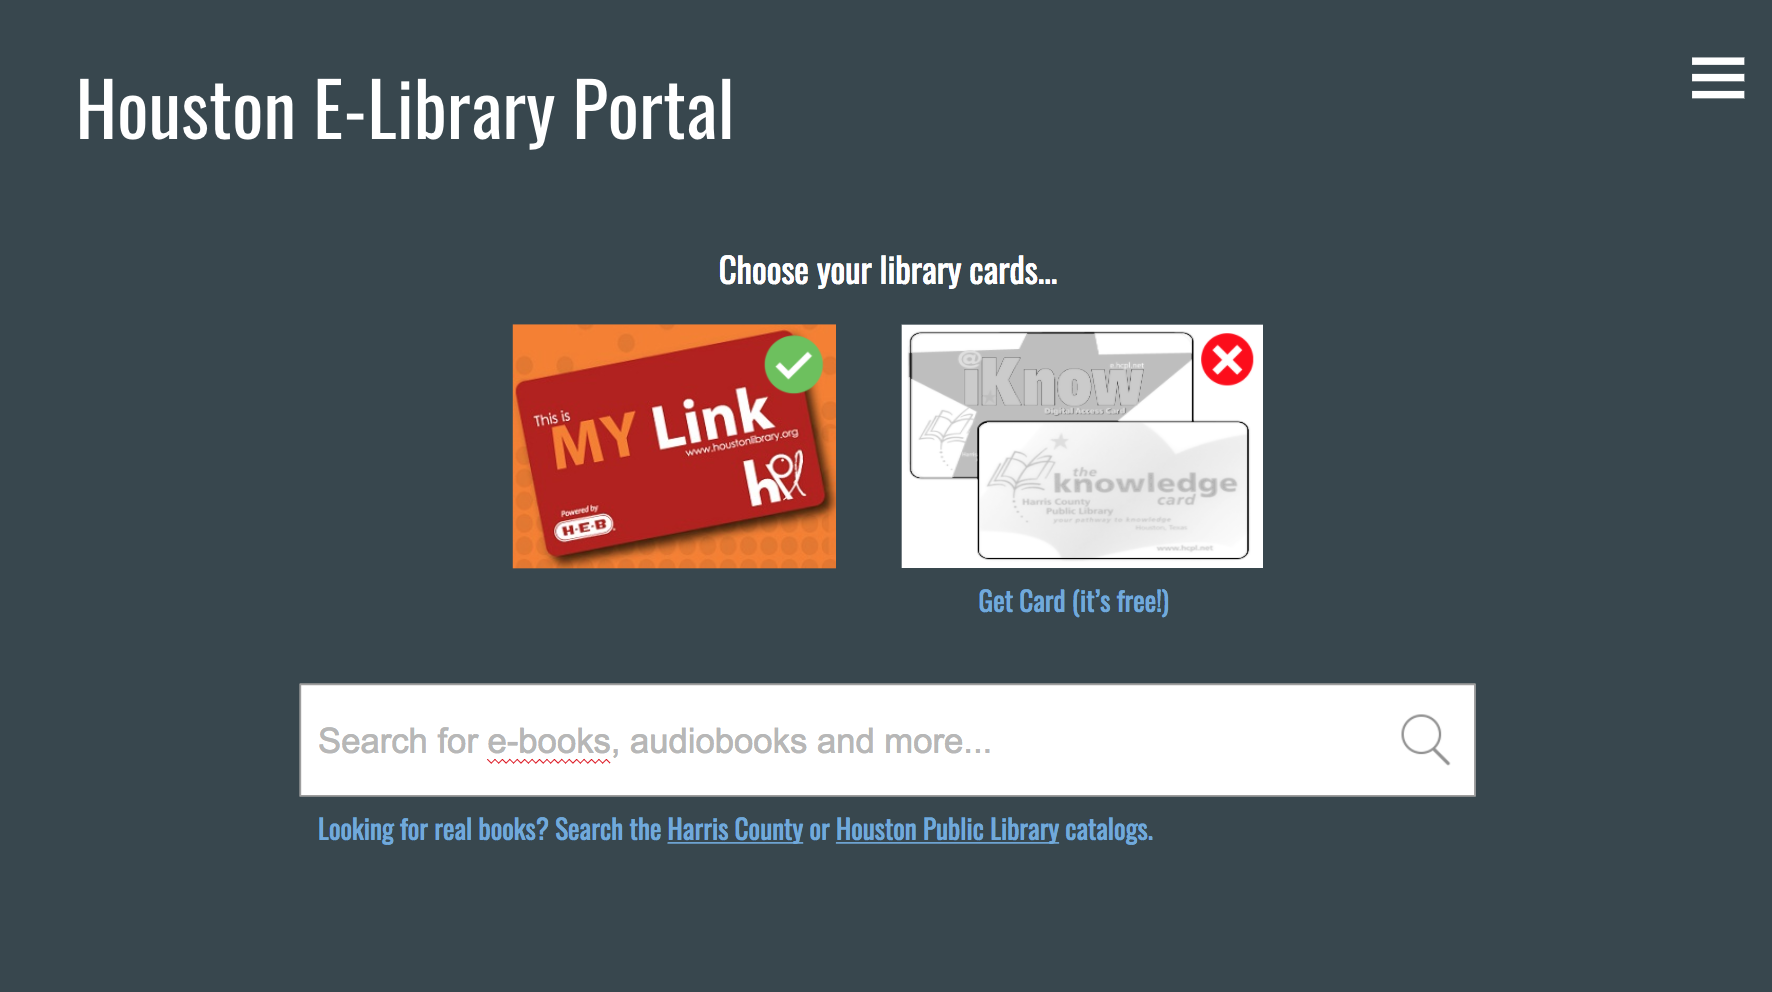 Houston E-Library Portal
Choose your library cards...
This is
MY Link
www.houstonlibrary.org
hpl
Powered by
H-E-B
@
iKnow
e.hcpl.net
Digital Access Card
the
knowledge
card
Harris County
Public Library
your pathway to knowledge
Houston, Texas
www.hcpl.net
Get Card (it's free!)
Search for e-books, audiobooks and more...
Looking for real books? Search the Harris County or Houston Public Library catalogs.